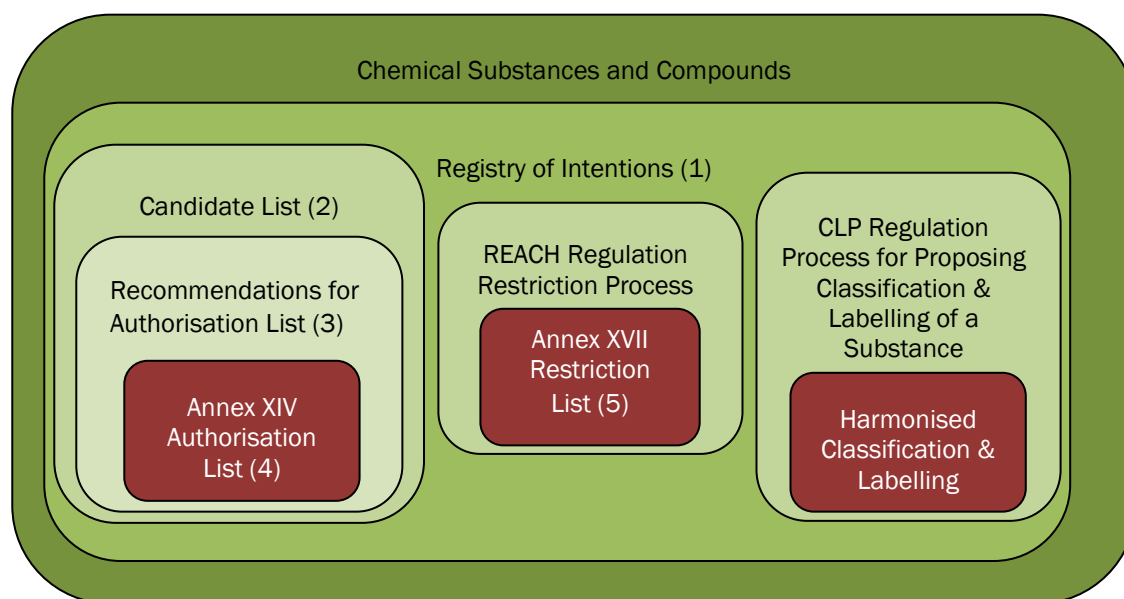 Chemical Substances and Compounds
Registry of Intentions (1)
Candidate List (2)
Recommendations for
Authorisation List (3)
Annex XIV
Authorisation
List (4)
REACH Regulation
Restriction Process
Annex XVII
Restriction
List (5)
CLP Regulation
Process for Proposing
Classification &
Labelling of a
Substance
Harmonised
Classification &
Labelling